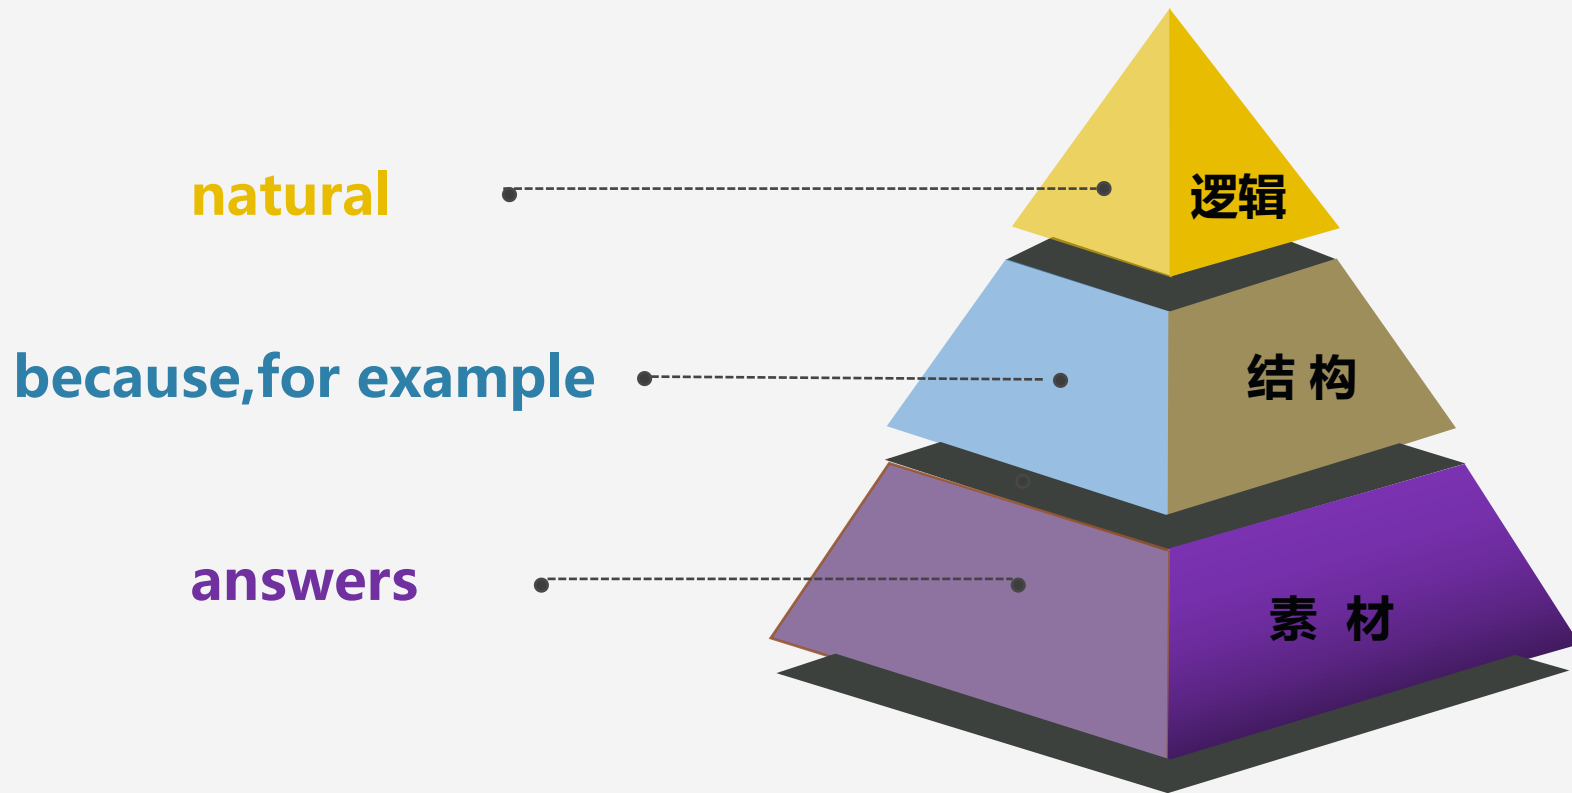 natural
逻辑
because,for example
结 构
answers
素 材